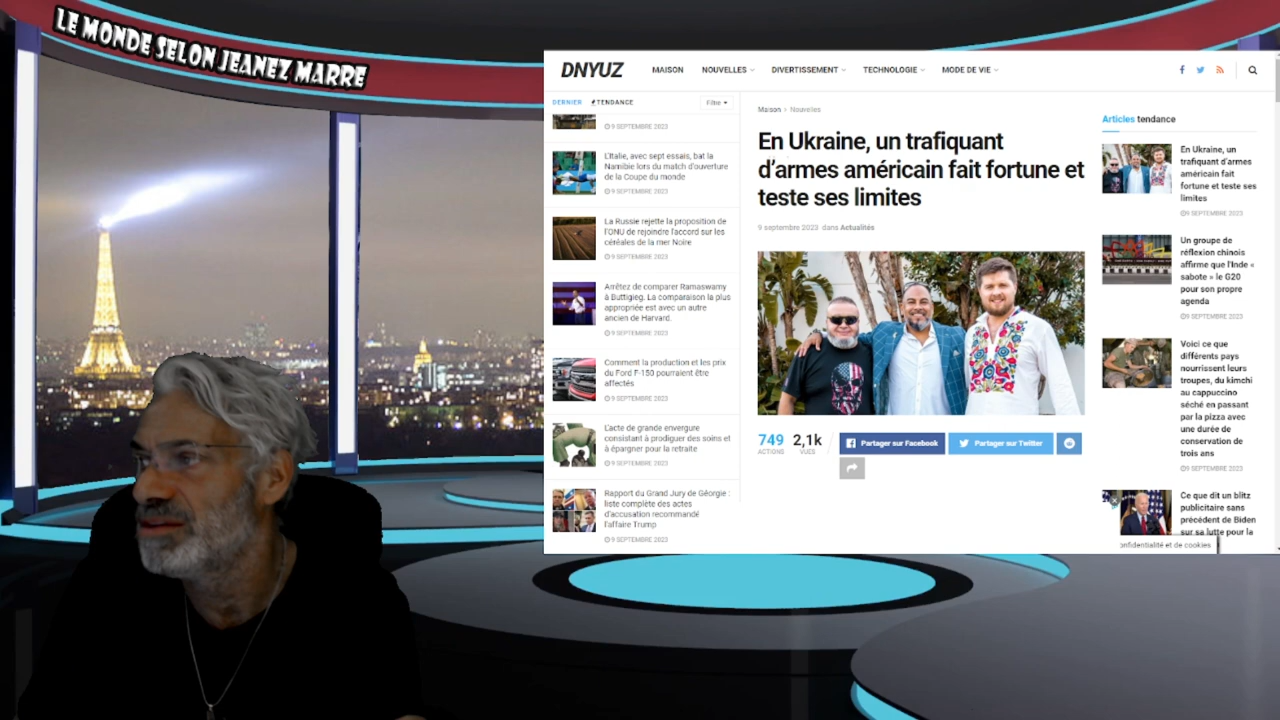 LE MONDE SELON JEANEZ MARRE
DNYUZ
MAISON
NOUVELLES
DIVERTISSEMENT
TECHNOLOGIE
MODE DE VIE
DERNIER
TENDANCE
Filtre
9 SEPTEMBRE 2023
L'Italie, avec sept essais, bat la
Namibie lors du match d'ouverture
de la Coupe du monde
9 SEPTEMBRE 2023
La Russie rejette la proposition de
l'ONU de rejoindre l'accord sur les
céréales de la mer Noire
9 SEPTEMBRE 2023
Arrêtez de comparer Ramaswamy
à Buttigieg. La comparaison la plus
appropriée est avec un autre
ancien de Harvard.
9 SEPTEMBRE 2023
Comment la production et les prix
du Ford F-150 pourraient être
affectés
9 SEPTEMBRE 2023
L'acte de grande envergure
consistant à prodiguer des soins et
à épargner pour la retraite
9 SEPTEMBRE 2023
Rapport du Grand Jury de Géorgie :
liste complète des actes
d'accusation recommandé
l'affaire Trump
9 SEPTEMBRE 2023
Maison > Nouvelles
En Ukraine, un trafiquant
d'armes américain fait fortune et
teste ses limites
9 septembre 2023 dans Actualités
749
ACTIONS
2,1k
VUES
Partager sur Facebook
Partager sur Twitter
Articles tendance
En Ukraine, un
trafiquant d'armes
américain fait
fortune et teste ses
limites
9 SEPTEMBRE 2023
Un groupe de
réflexion chinois
affirme que l'Inde «
sabote » le G20
pour son propre
agenda
9 SEPTEMBRE 2023
Voici ce que
différents pays
nourrissent leurs
troupes, du kimchi
au cappuccino
séché en passant
par la pizza avec
une durée de
conservation de
trois ans
9 SEPTEMBRE 2023
Ce que dit un blitz
publicitaire sans
précédent de Biden
sur sa lutte pour la
onfidentialité et de cookies